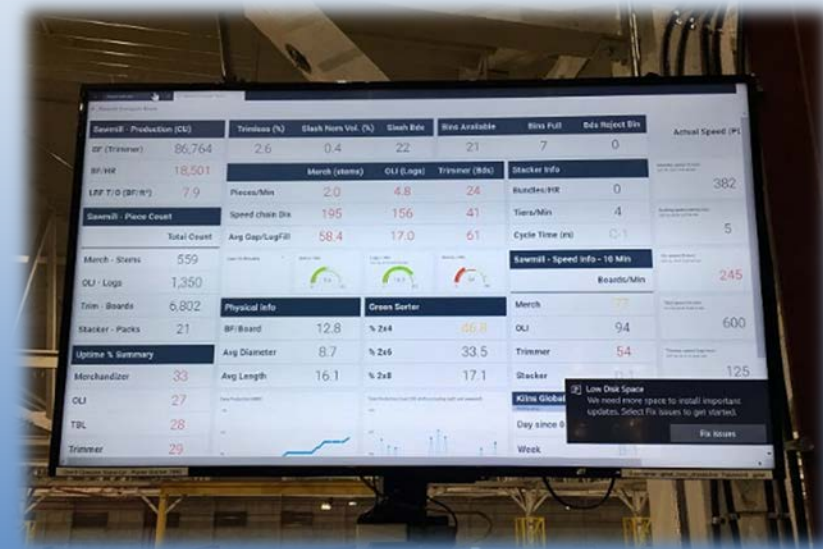 Sawmill - Production (CU)
BF (Trimmer) 86,764
BF/HR 18,501
LRF T/O (BF/ft³) 7.9
Sawmill - Piece Count
Total Count
Merch - Stems 559
OLI - Logs 1,350
Trim - Boards 6,802
Stacker - Packs 21
Uptime % Summary
Merchandizer 33
OLI 27
TBL 28
Trimmer 29
Trimloss (%) Slash Nom Vol. (%) Slash Bds Bins Available Bins Full Bds Reject Bin
2.6 0.4 22 21 7 0
Merch (stems) OLI (Logs) Trimmer (Bds)
Pieces/Min 2.0 4.8 24
Speed chain Dis 195 156 41
Avg Gap/LugFill 58.4 17.0 61
Physical info
BF/Board 12.8
Avg Diameter 8.7
Avg Length 16.1
Green Sorter
% 2x4 46.8
% 2x6 33.5
% 2x8 17.1
Stacker Info
Bundles/HR 0
Tiers/Min 4
Cycle Time (m)
Sawmill - Speed Info - 10 Min
Boards/Min
Merch 77
OLI 94
Trimmer 54
Stacker
Kilns Global
Day since
Week
Actual Speed
382
5
245
600
125
Low Disk Space
We need more space to install important
updates. Select Fix issues to get started.
Fix issues